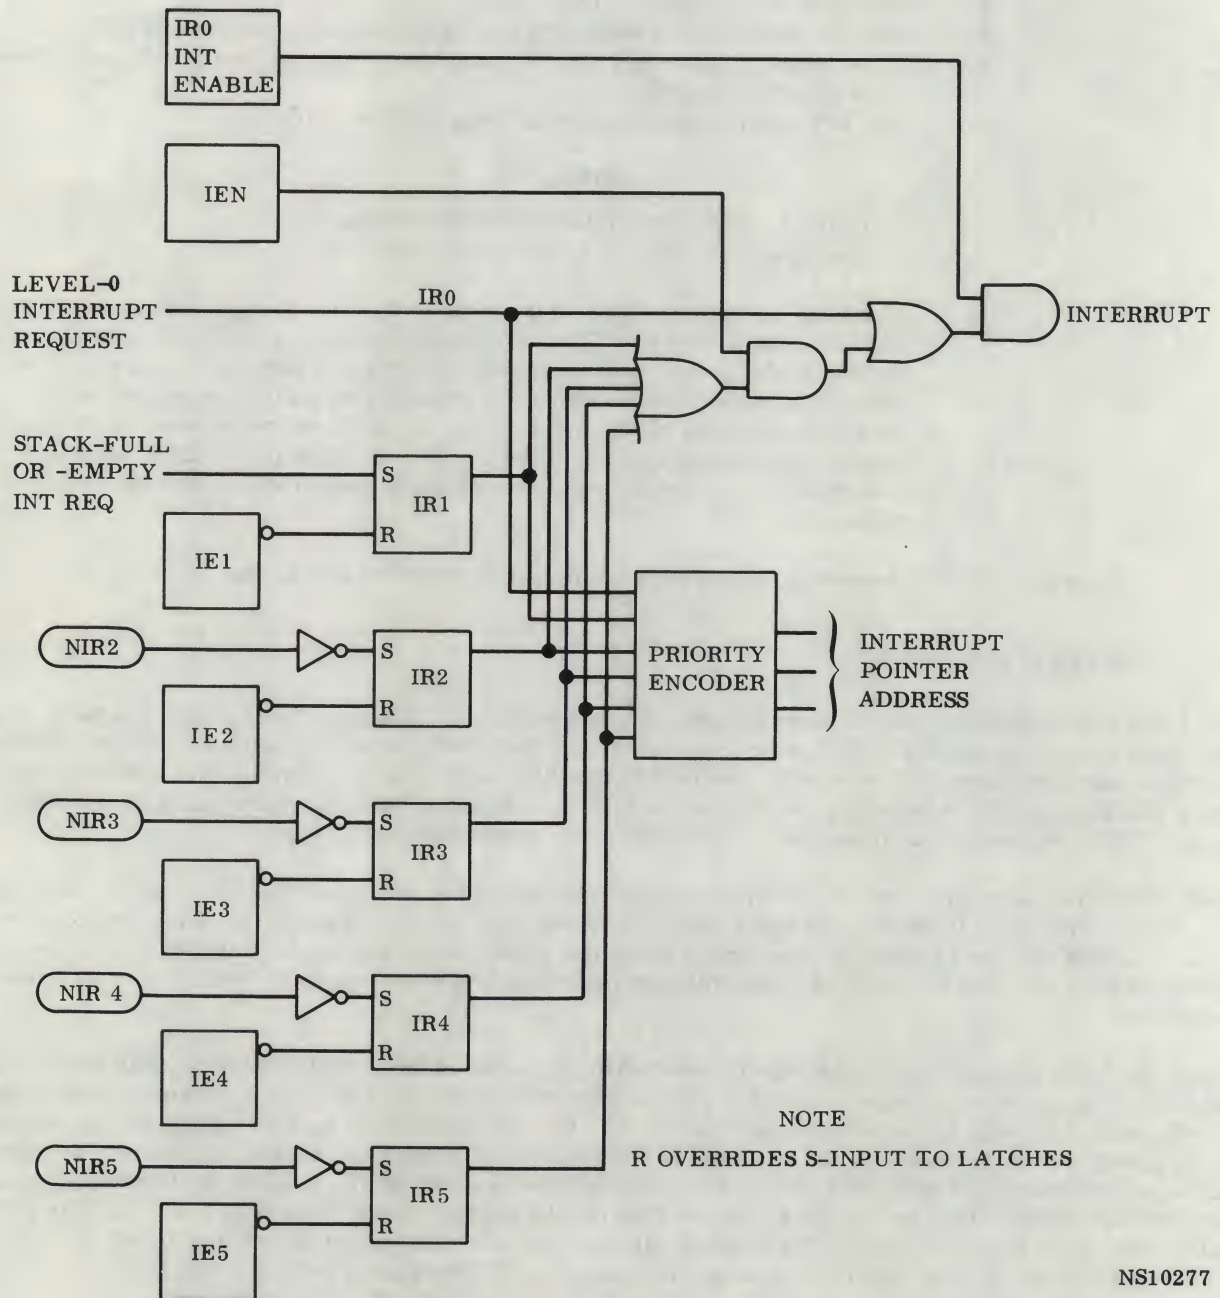 IR0
INT
ENABLE
IEN
LEVEL-0
INTERRUPT
REQUEST
IR0
INTERRUPT
STACK-FULL
OR -EMPTY
INT REQ
S
IR1
R
IE1
NIR2
S
IR2
R
IE2
PRIORITY
ENCODER
INTERRUPT
POINTER
ADDRESS
NIR3
S
IR3
R
IE3
NIR 4
S
IR4
R
IE4
NIR5
S
IR5
R
IE5
NOTE
R OVERRIDES S-INPUT TO LATCHES
NS10277